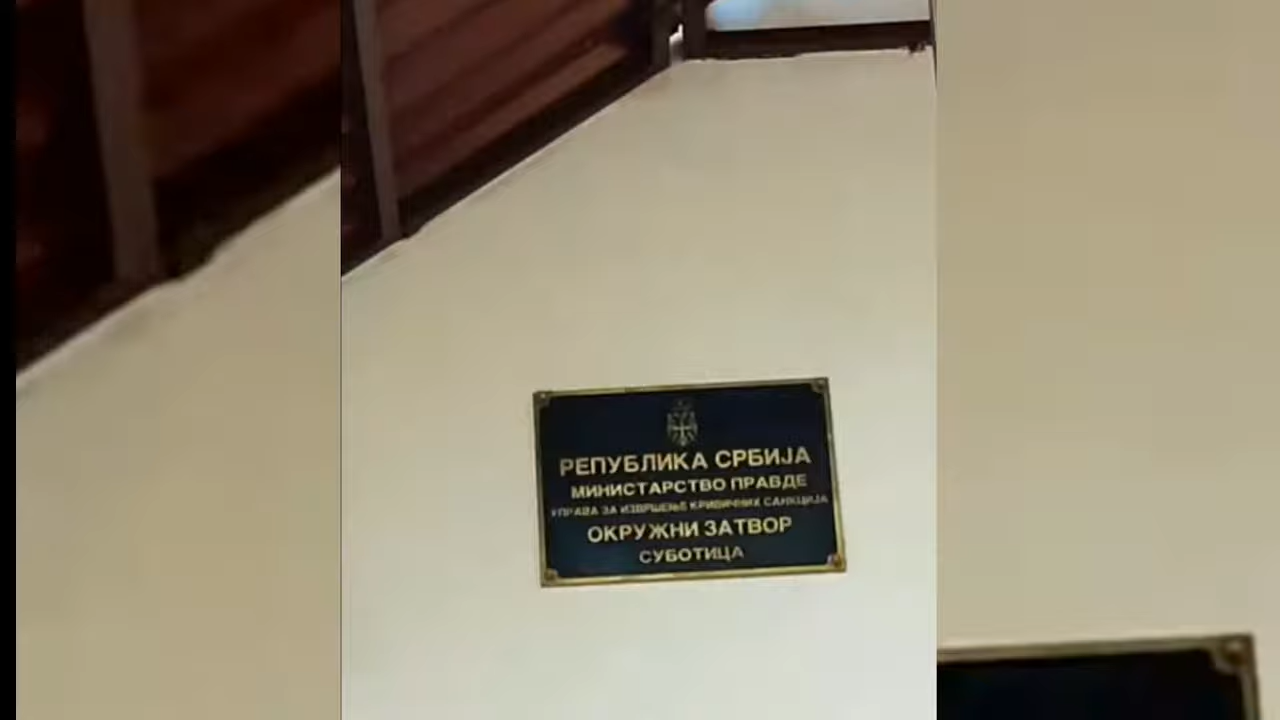 РЕПУБЛИКА СРБИЈА
МИНИСТАРСТВО ПРАВДЕ
УПРАВА ЗА ИЗВРШЕЊЕ КРИВИЧНИХ САНКЦИЈА
ОКРУЖНИ ЗАТВОР
СУБОТИЦА